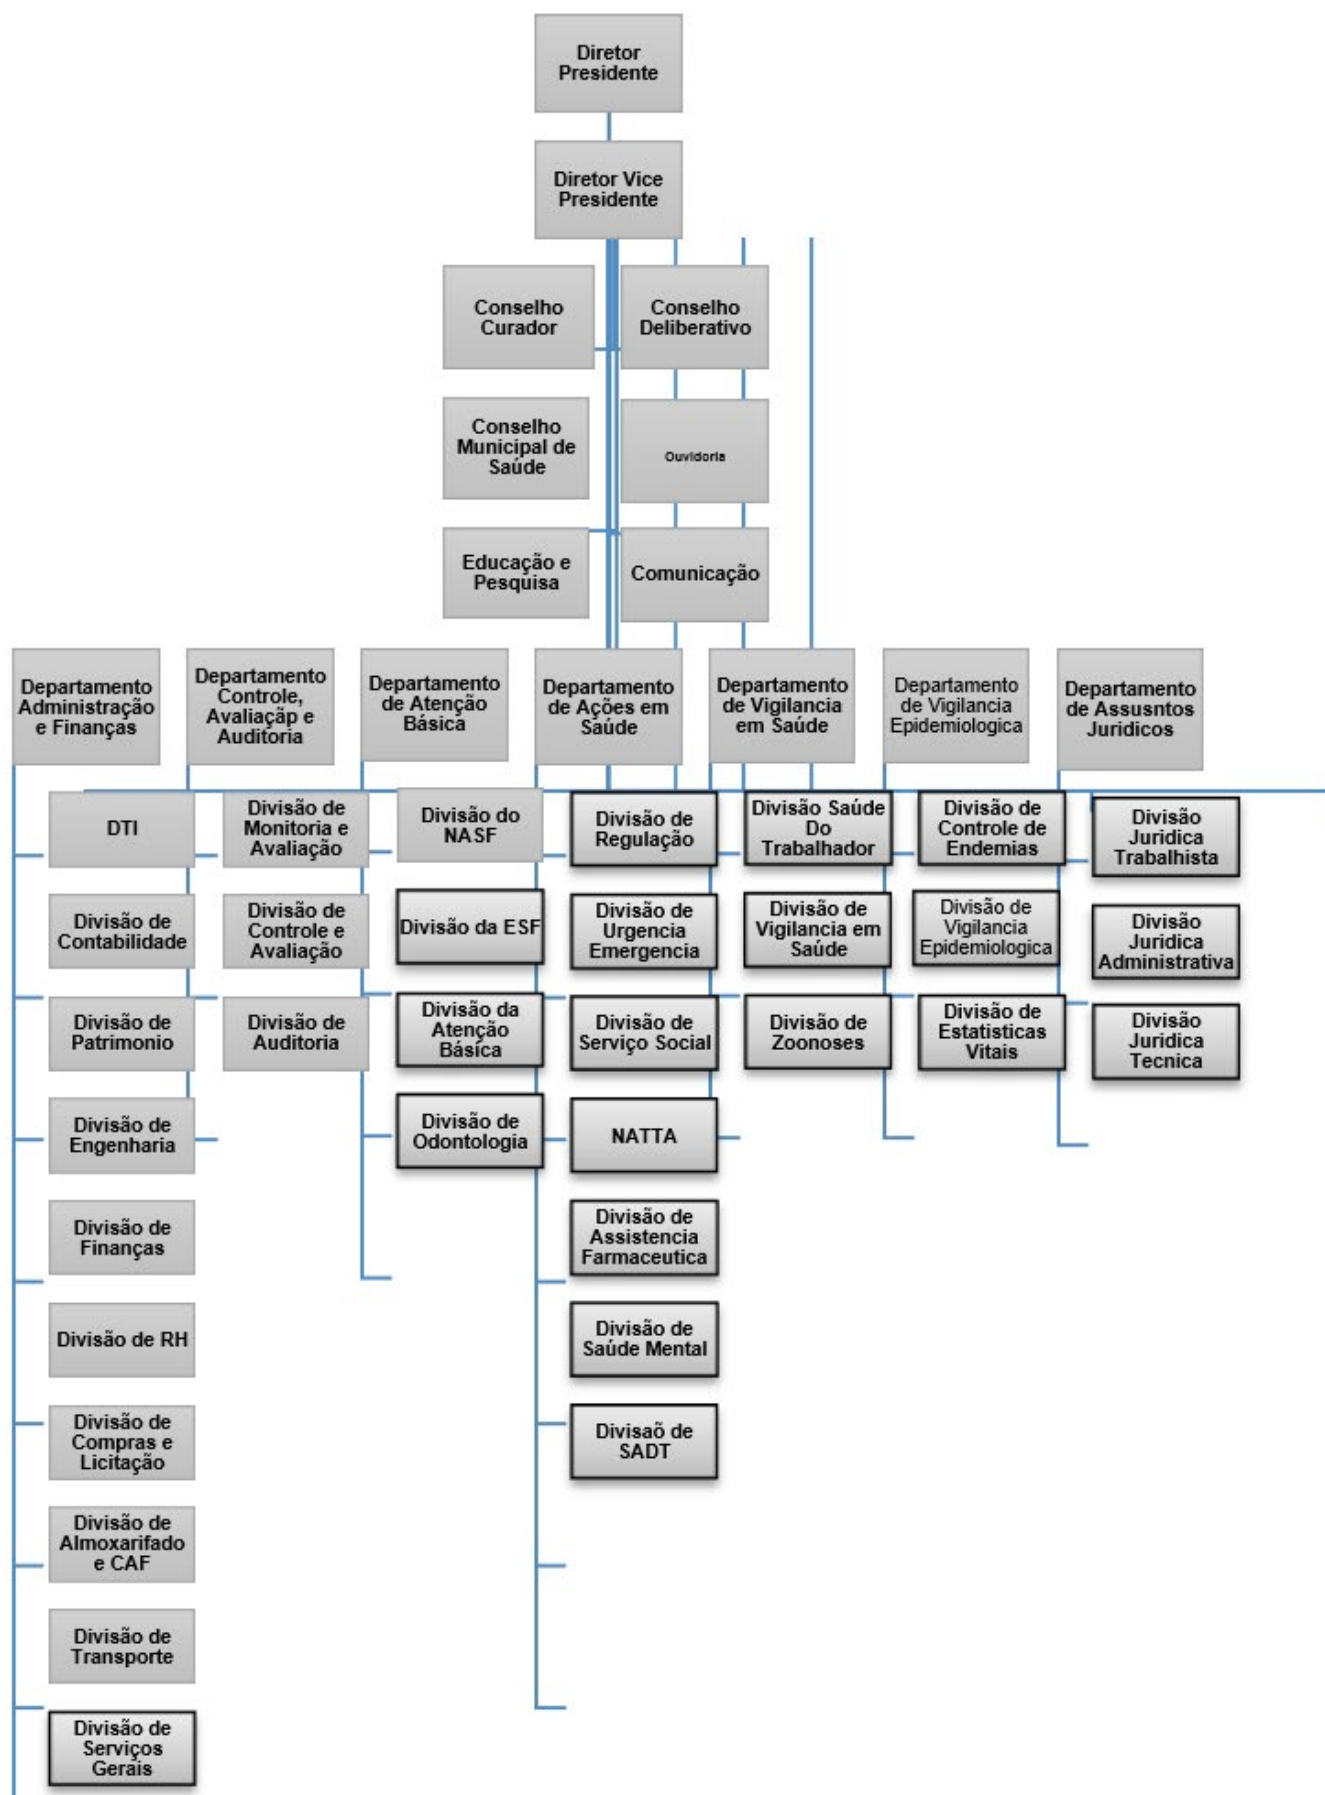 Diretor
Presidente
Diretor Vice
Presidente
Conselho
Curador
Conselho
Deliberativo
Conselho
Municipal de
Saúde
Ouvidoria
Educação e
Pesquisa
Comunicação
Departamento
Administração
e Finanças
Departamento
Controle,
Avaliaçãp e
Auditoria
Departamento
de Atenção
Básica
Departamento
de Ações em
Saúde
Departamento
de Vigilancia
em Saúde
Departamento
de Vigilancia
Epidemiologica
Departamento
de Assusntos
Juridicos
DTI
Divisão de
Contabilidade
Divisão de
Patrimonio
Divisão de
Engenharia
Divisão de
Finanças
Divisão de RH
Divisão de
Compras e
Licitação
Divisão de
Almoxarifado
e CAF
Divisão de
Transporte
Divisão de
Serviços
Gerais
Divisão de
Monitoria e
Avaliação
Divisão de
Controle e
Avaliação
Divisão de
Auditoria
Divisão do
NASF
Divisão da ESF
Divisão da
Atenção
Básica
Divisão de
Odontologia
Divisão de
Regulação
Divisão de
Urgencia
Emergencia
Divisão de
Serviço Social
NATTA
Divisão de
Assistencia
Farmaceutica
Divisão de
Saúde Mental
Divisaõ de
SADT
Divisão Saúde
Do
Trabalhador
Divisão de
Vigilancia em
Saúde
Divisão de
Zoonoses
Divisão de
Controle de
Endemias
Divisão de
Vigilancia
Epidemiologica
Divisão de
Estatisticas
Vitais
Divisão
Juridica
Trabalhista
Divisão
Juridica
Administrativa
Divisão
Juridica
Tecnica